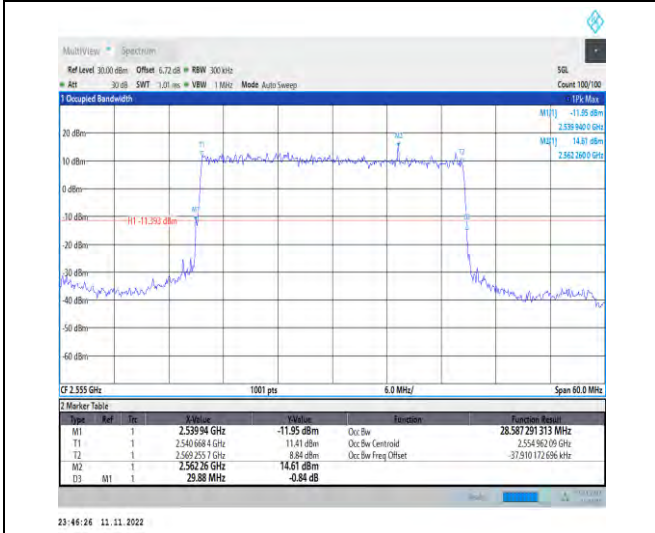 MultiView Spectrum
Ref Level 30.00 dBm Offset 6.72 dB RBW 300 kHz SGL
Att 30 dB SWT 1.01 ms VBW 1 MHz Mode Auto Sweep Count 100/100
1 Occupied Bandwidth 1Pk Max
M1[1] -11.95 dBm
2.539 940 0 GHz
M2[1] 14.61 dBm
2.562 260 0 GHz
20 dBm
T1
M2
T2
10 dBm
0 dBm
-10 dBm
M1
H1 -11.393 dBm
-20 dBm
-30 dBm
-40 dBm
-50 dBm
-60 dBm
CF 2.555 GHz 1001 pts 6.0 MHz/ Span 60.0 MHz
2 Marker Table
Type Ref Trc X-Value Y-Value Function Function Result
M1 1 2.539 94 GHz -11.95 dBm Occ Bw 28.587 291 313 MHz
T1 1 2.540 668 4 GHz 11.41 dBm Occ Bw Centroid 2.554 962 09 GHz
T2 1 2.569 255 7 GHz 8.84 dBm Occ Bw Freq Offset -37.910 172 696 kHz
M2 1 2.562 26 GHz 14.61 dBm
D3 M1 1 29.88 MHz -0.84 dB
23:46:26 11.11.2022